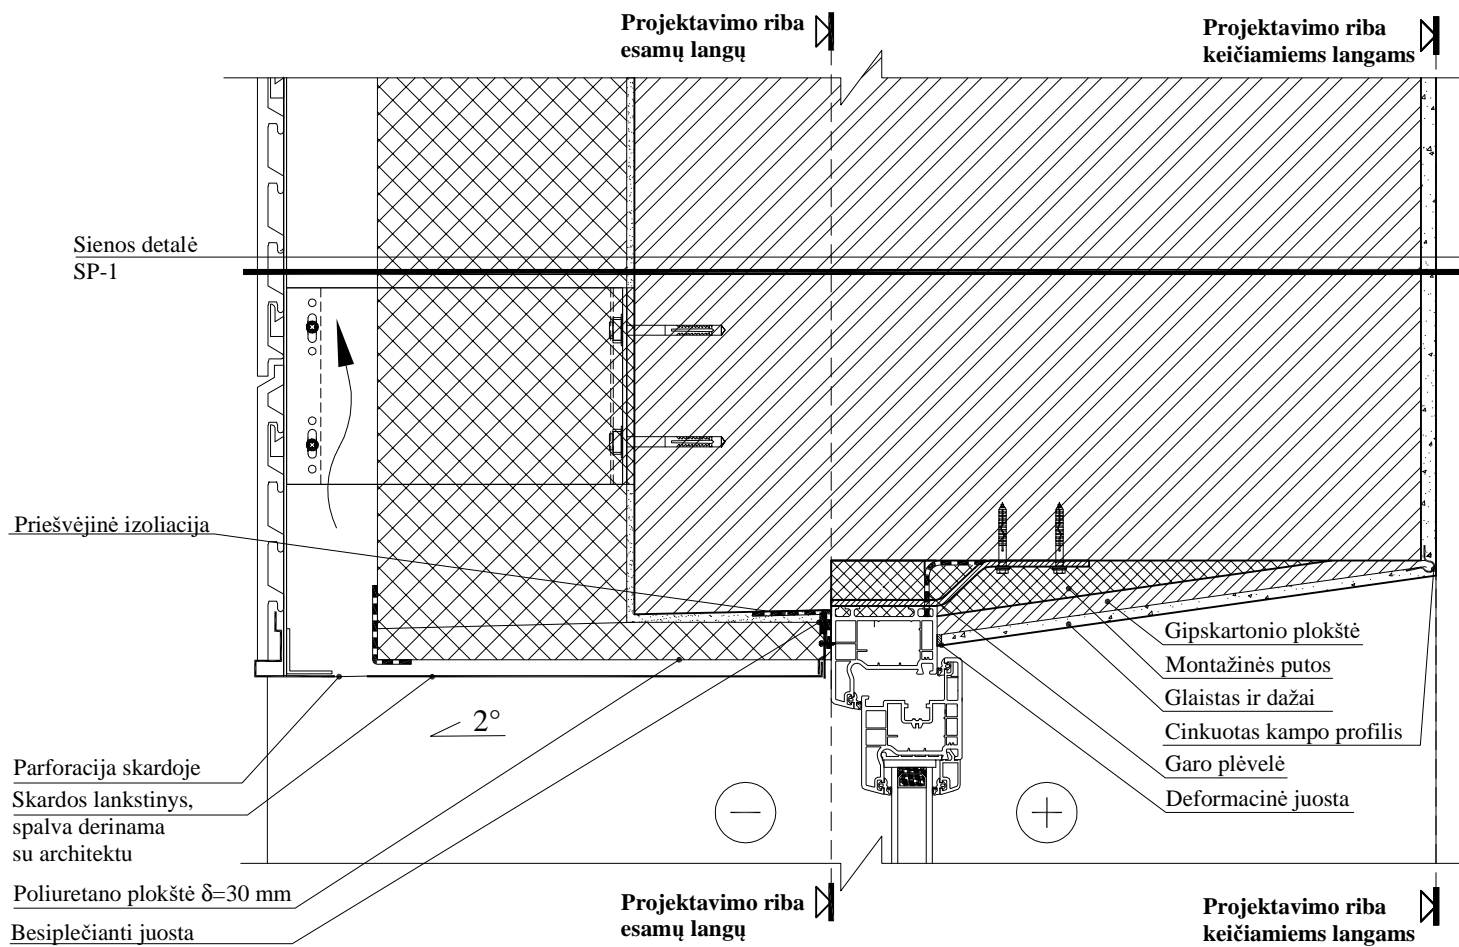 Projektavimo riba
esamų langų
Projektavimo riba
keičiamiems langams
Sienos detalė
SP-1
Priešvėjinė izoliacija
Gipskartonio plokštė
Montažinės putos
Glaistas ir dažai
Cinkuotas kampo profilis
Garo plėvelė
Deformacinė juosta
2°
Parforacija skardoje
Skardos lankstinys,
spalva derinama
su architektu
Poliuretano plokštė δ=30 mm
Besiplečianti juosta
Projektavimo riba
esamų langų
Projektavimo riba
keičiamiems langams